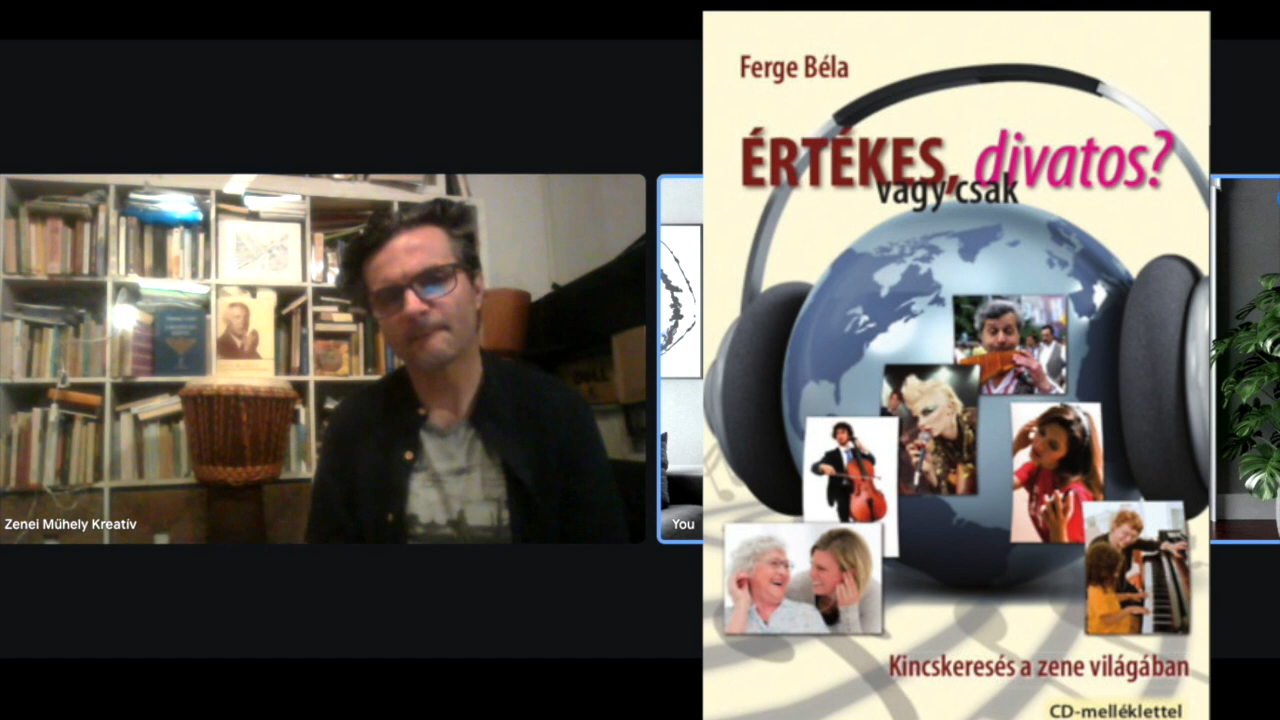 Ferge Béla
ÉRTÉKES, divatos?
vagy csak
Zenei Műhely Kreatív
You
Kincskeresés a zene világában
CD-melléklettel